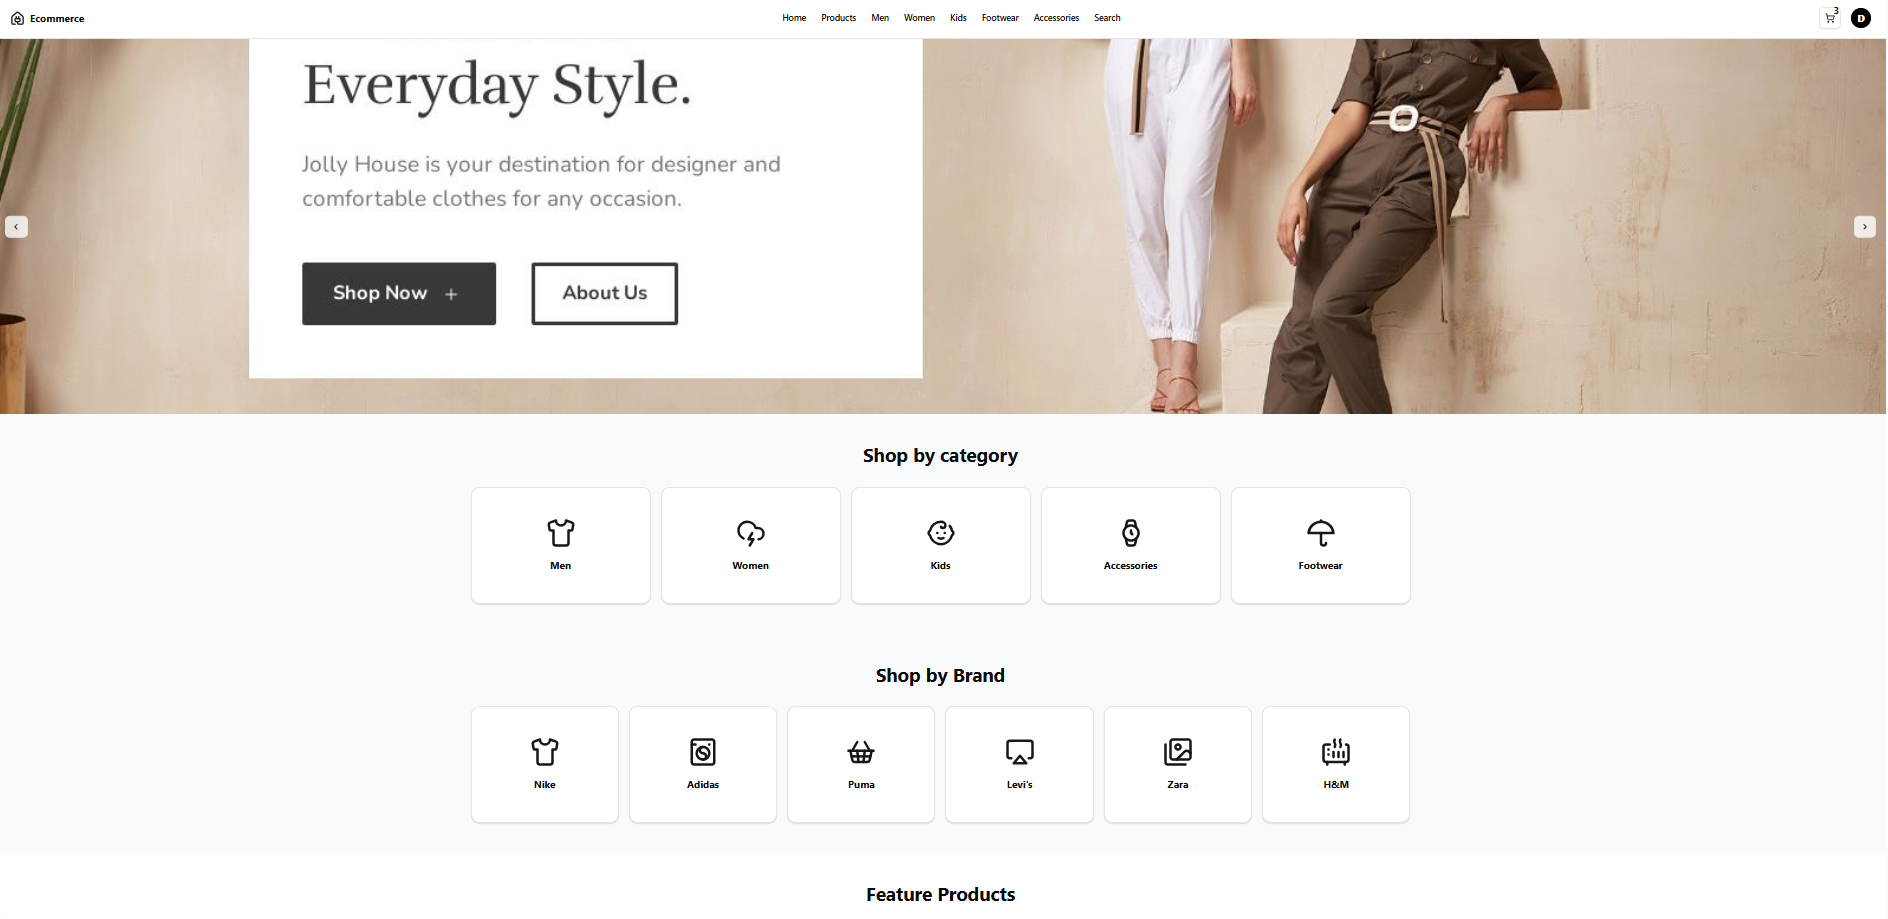 Ecommerce
Home Products Men Women Kids Footwear Accessories Search
3
D
Everyday Style.
Jolly House is your destination for designer and
comfortable clothes for any occasion.
Shop Now +
About Us
Shop by category
Men
Women
Kids
Accessories
Footwear
Shop by Brand
Nike
Adidas
Puma
Levi's
Zara
H&M
Feature Products